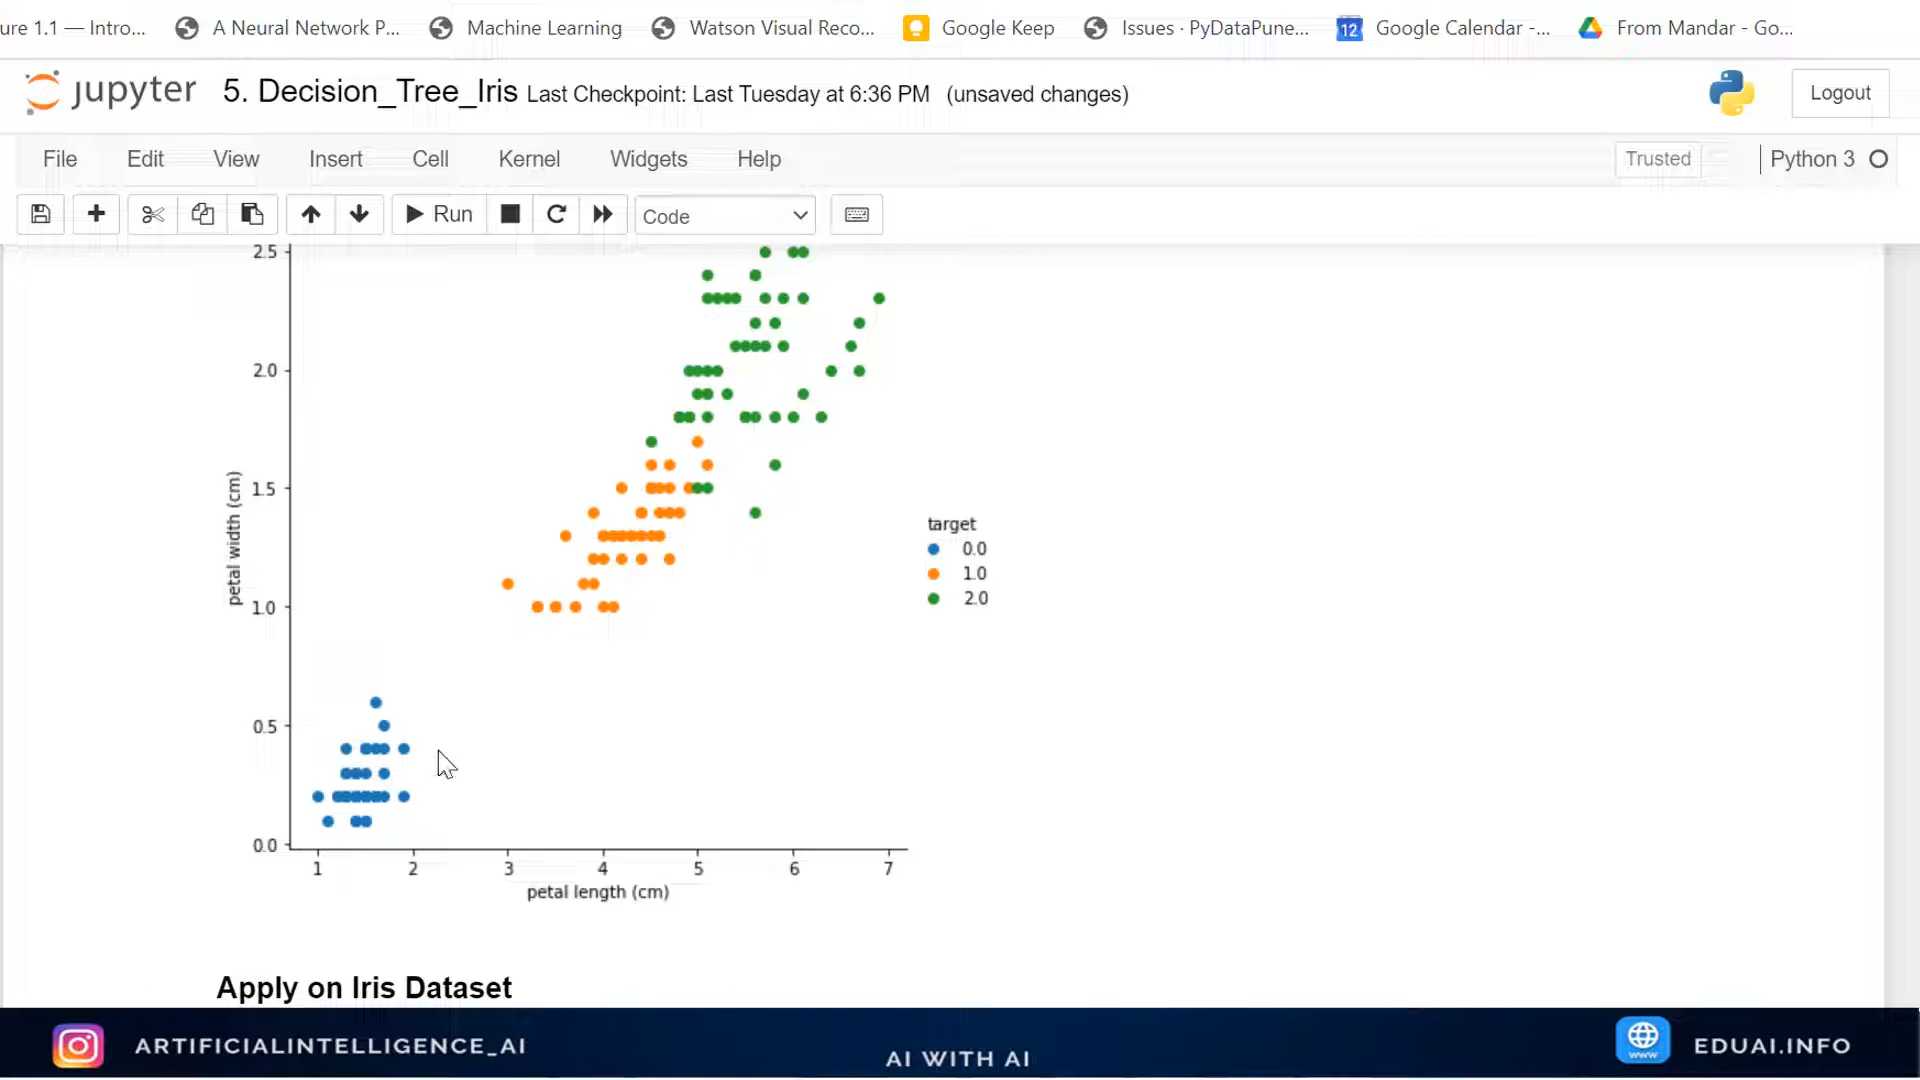 ure 1.1 — Intro... A Neural Network P... Machine Learning Watson Visual Reco... Google Keep Issues · PyDataPune... 12 Google Calendar -... From Mandar - Go...
jupyter 5. Decision_Tree_Iris Last Checkpoint: Last Tuesday at 6:36 PM (unsaved changes) Logout
File Edit View Insert Cell Kernel Widgets Help Trusted Python 3
Run Code
2.5
2.0
1.5
1.0
0.5
0.0
petal width (cm)
target
0.0
1.0
2.0
1 2 3 4 5 6 7
petal length (cm)
Apply on Iris Dataset
ARTIFICIALINTELLIGENCE_AI AI WITH AI www EDUAI.INFO